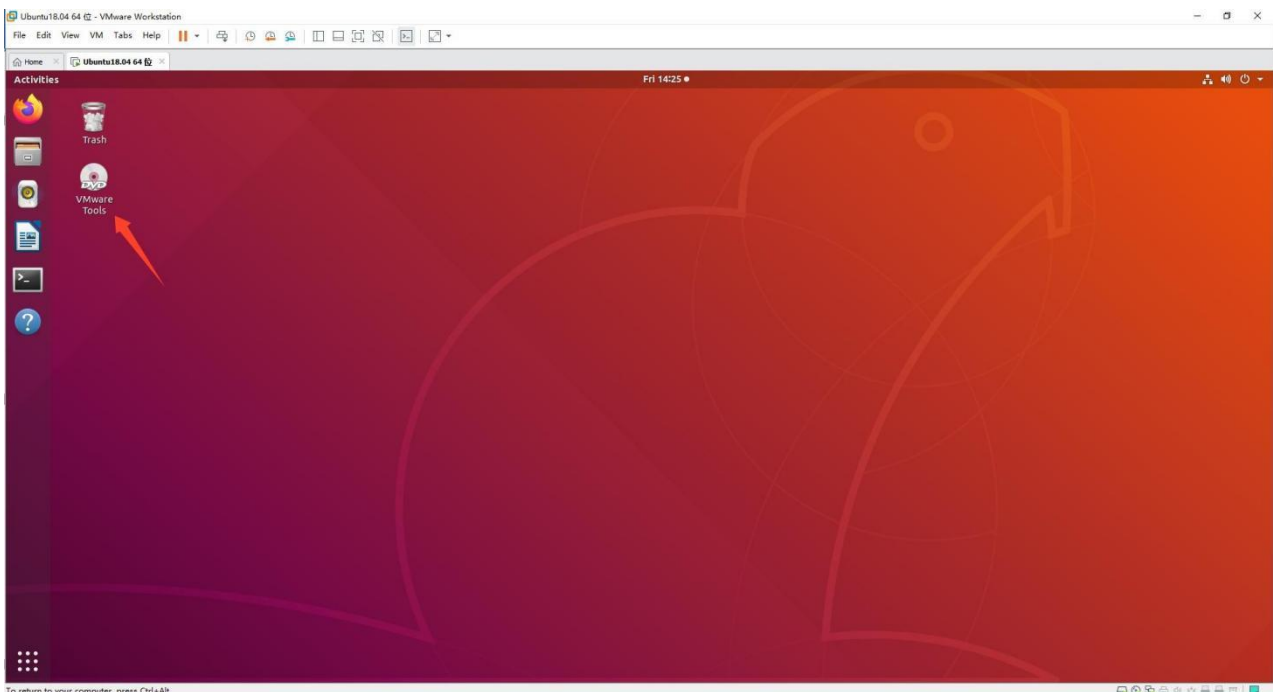 Ubuntu18.04 64 位 - VMware Workstation
File Edit View VM Tabs Help
Home Ubuntu18.04 64 位
Activities Fri 14:25
Trash
DVD
VMware
Tools
To return to your computer, press Ctrl+Alt.